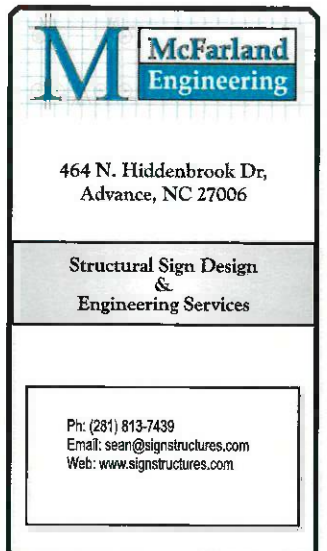 M
McFarland
Engineering
464 N. Hiddenbrook Dr,
Advance, NC 27006
Structural Sign Design
&
Engineering Services
Ph: (281) 813-7439
Email: sean@signstructures.com
Web: www.signstructures.com